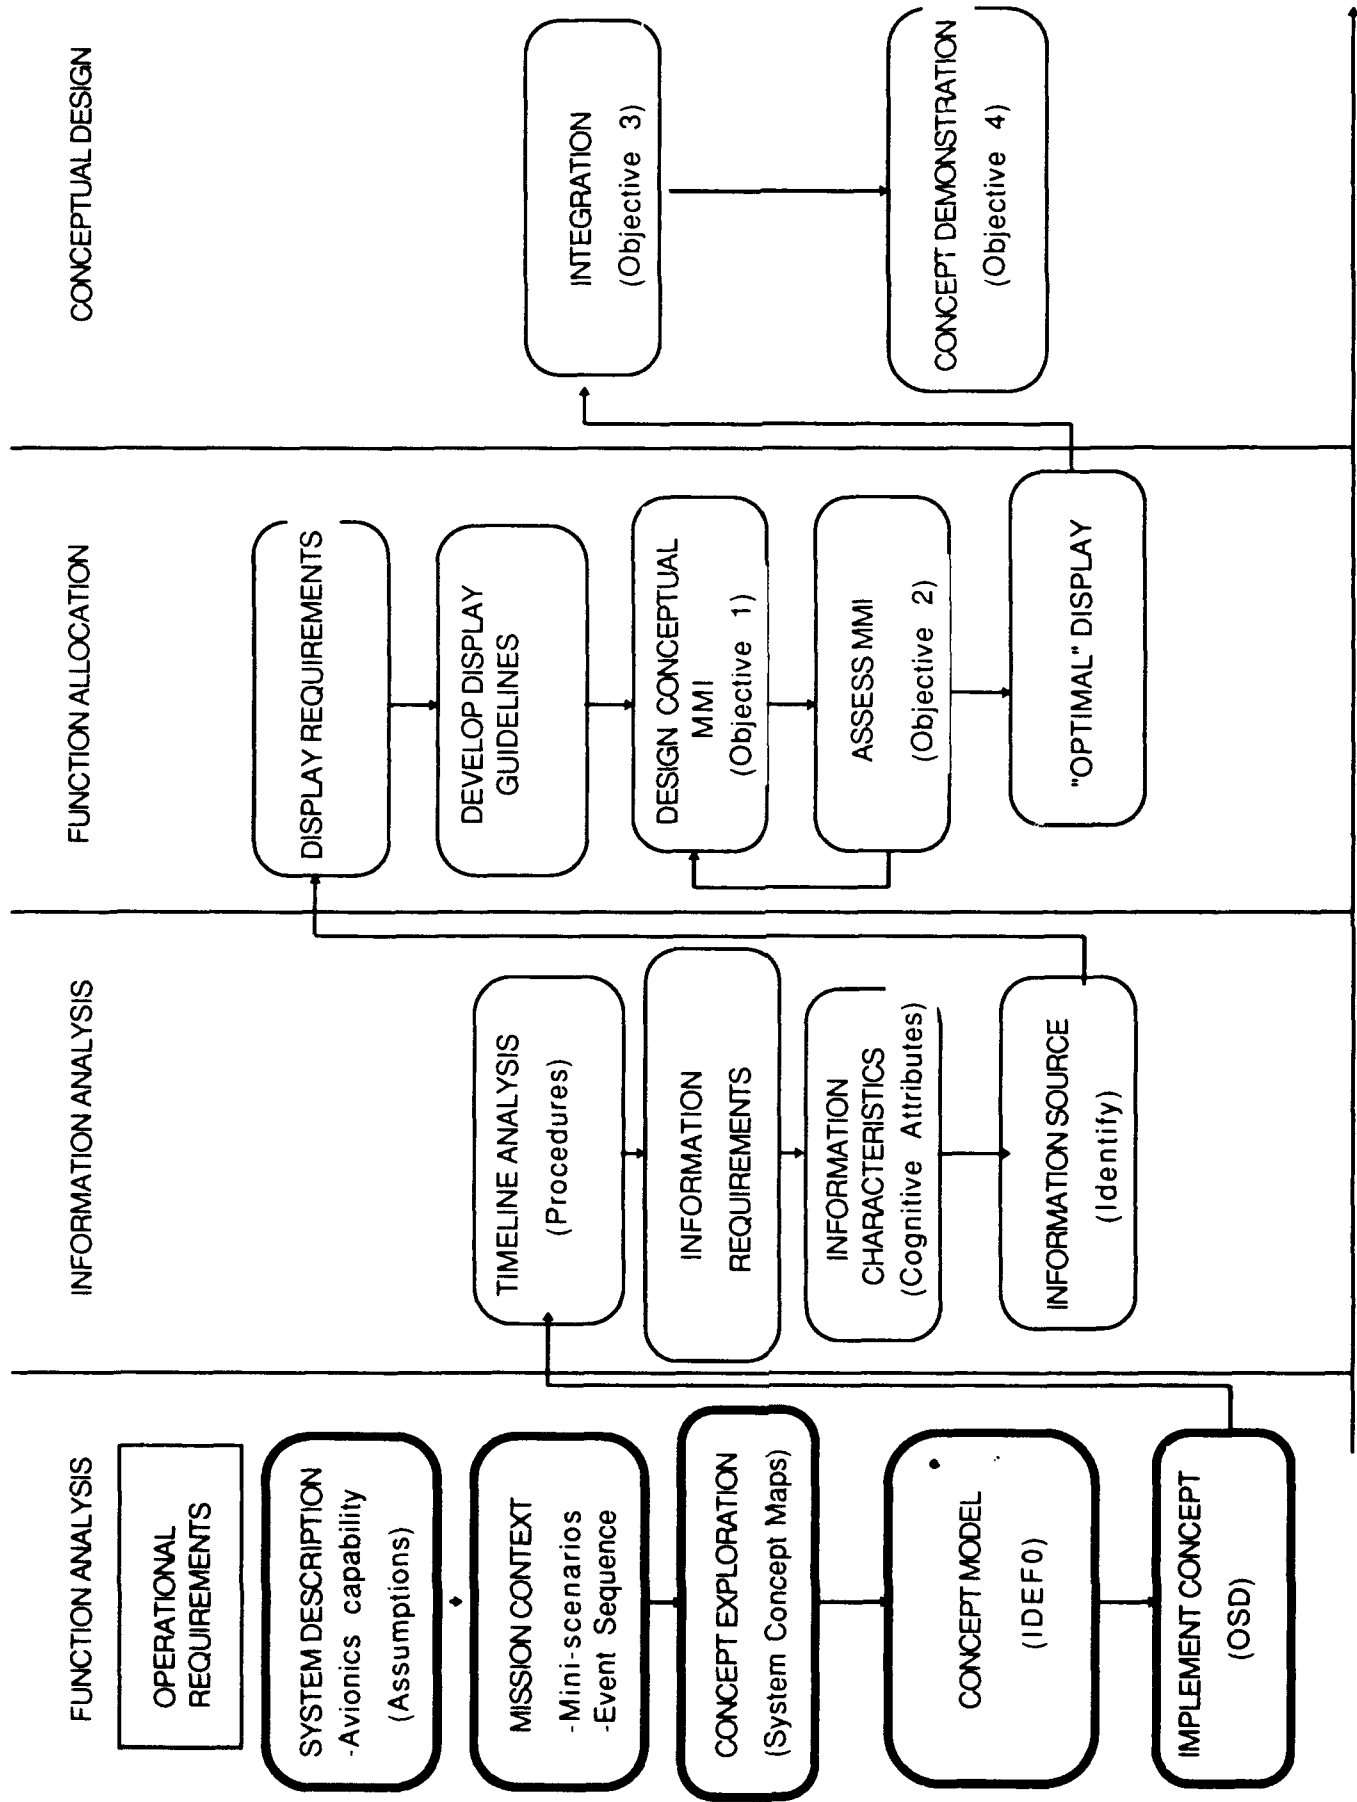 FUNCTION ANALYSIS
OPERATIONAL
REQUIREMENTS
SYSTEM DESCRIPTION
-Avionics capability
(Assumptions)
MISSION CONTEXT
-Mini-scenarios
-Event Sequence
CONCEPT EXPLORATION
(System Concept Maps)
CONCEPT MODEL
(IDEF0)
IMPLEMENT CONCEPT
(OSD)
INFORMATION ANALYSIS
TIMELINE ANALYSIS
(Procedures)
INFORMATION
REQUIREMENTS
INFORMATION
CHARACTERISTICS
(Cognitive Attributes)
INFORMATION SOURCE
(Identify)
FUNCTION ALLOCATION
DISPLAY REQUIREMENTS
DEVELOP DISPLAY
GUIDELINES
DESIGN CONCEPTUAL
MMI
(Objective 1)
ASSESS MMI
(Objective 2)
"OPTIMAL" DISPLAY
CONCEPTUAL DESIGN
INTEGRATION
(Objective 3)
CONCEPT DEMONSTRATION
(Objective 4)